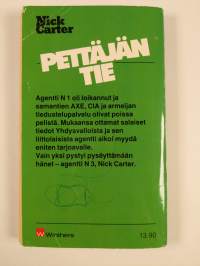 Nick
Carter
PETTÄJÄN
TIE
Agentti N 1 oli loikannut ja
samantien AXE, CIA ja armeijan
tiedustelupalvelu olivat poissa
pelistä. Mukaansa ottamat salaiset
tiedot Yhdysvalloista ja sen
liittolaisista agentti aikoi myydä
eniten tarjoavalle.
Vain yksi pystyi pysäyttämään
hänet – agentti N 3, Nick Carter.
Winthers
13.90